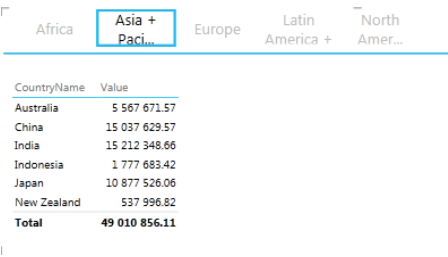 Africa
Asia +
Paci...
Europe
Latin
America +
North
Amer...
CountryName Value
Australia 5 567 671.57
China 15 037 629.57
India 15 212 348.66
Indonesia 1 777 683.42
Japan 10 877 526.06
New Zealand 537 996.82
Total 49 010 856.11